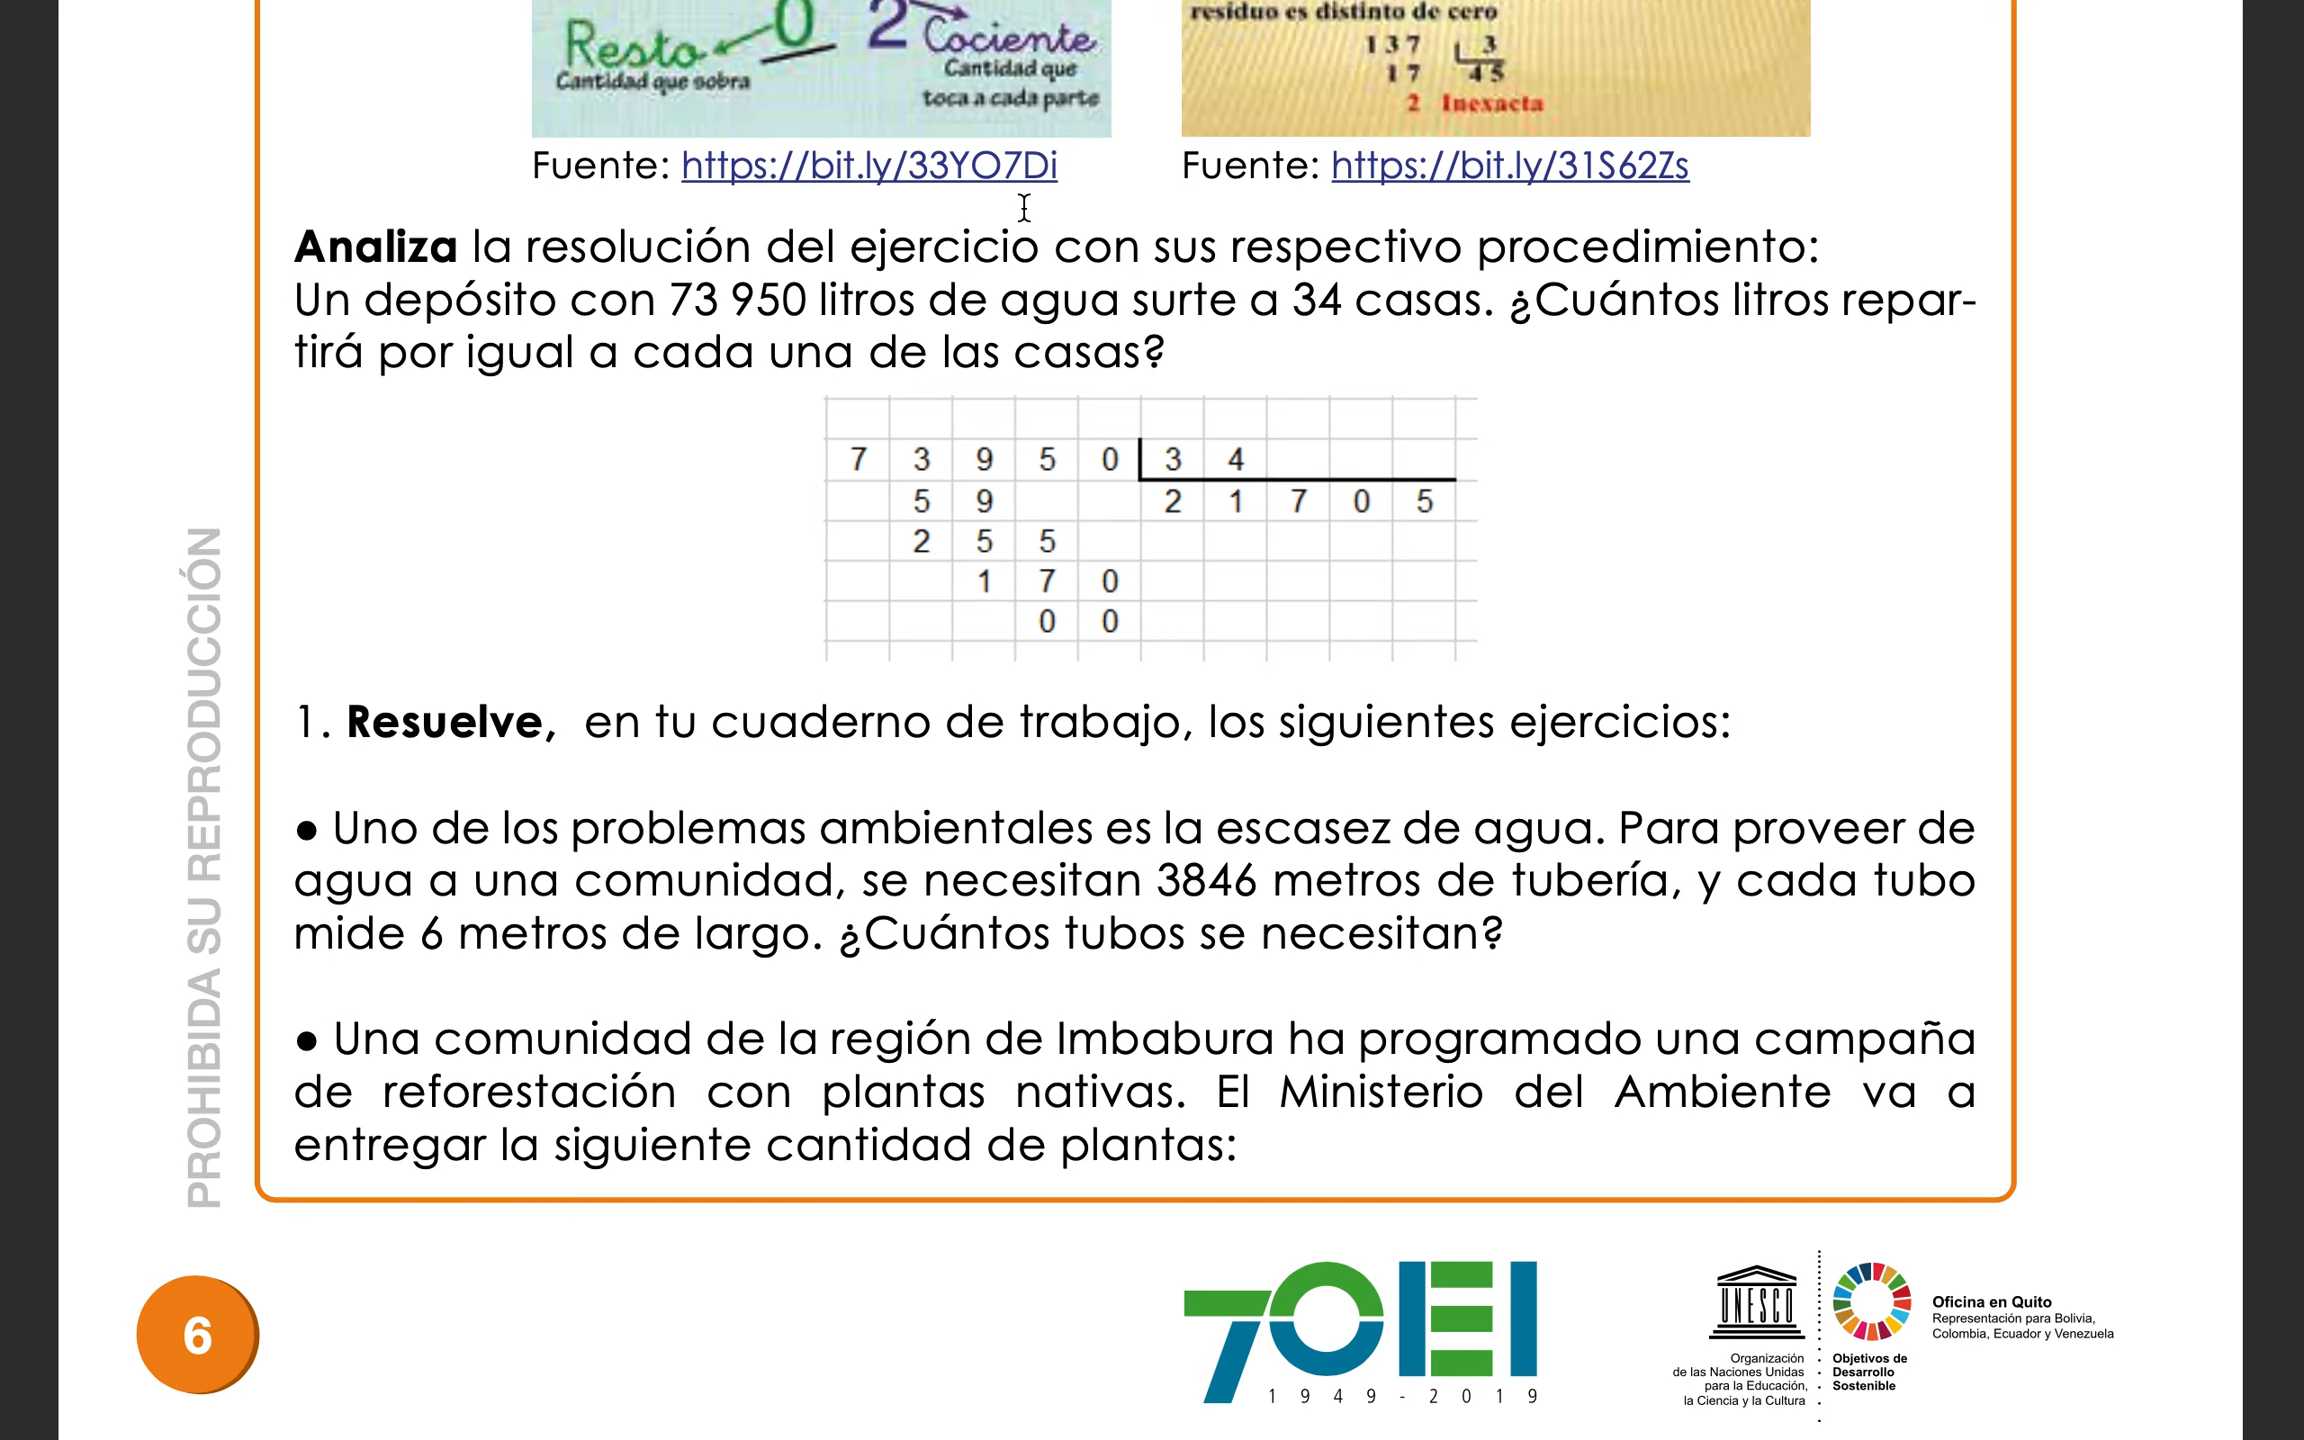 Resto 0 2 Cociente
Cantidad que sobra
Cantidad que
toca a cada parte
residuo es distinto de cero
137 3
17 45
2 Inexacta
Fuente: https://bit.ly/33YO7Di
Fuente: https://bit.ly/31S62Zs
Analiza la resolución del ejercicio con sus respectivo procedimiento:
Un depósito con 73 950 litros de agua surte a 34 casas. ¿Cuántos litros repar-
tirá por igual a cada una de las casas?
7 3 9 5 0 3 4
5 9 2 1 7 0 5
2 5 5
1 7 0
0 0
1. Resuelve, en tu cuaderno de trabajo, los siguientes ejercicios:
● Uno de los problemas ambientales es la escasez de agua. Para proveer de
agua a una comunidad, se necesitan 3846 metros de tubería, y cada tubo
mide 6 metros de largo. ¿Cuántos tubos se necesitan?
● Una comunidad de la región de Imbabura ha programado una campaña
de reforestación con plantas nativas. El Ministerio del Ambiente va a
entregar la siguiente cantidad de plantas:
PROHIBIDA SU REPRODUCCIÓN
6
7OEI
1949-2019
UNESCO
Organización
de las Naciones Unidas
para la Educación,
la Ciencia y la Cultura
Objetivos de
Desarrollo
Sostenible
Oficina en Quito
Representación para Bolivia,
Colombia, Ecuador y Venezuela